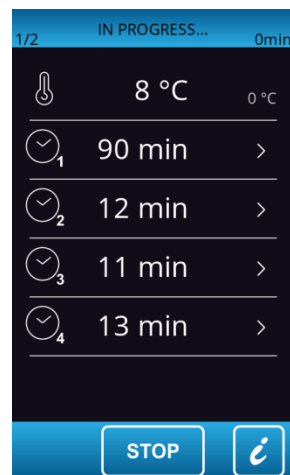 IN PROGRESS...
1/2 0min
8 °C 0 °C
1 90 min >
2 12 min >
3 11 min >
4 13 min >
STOP i